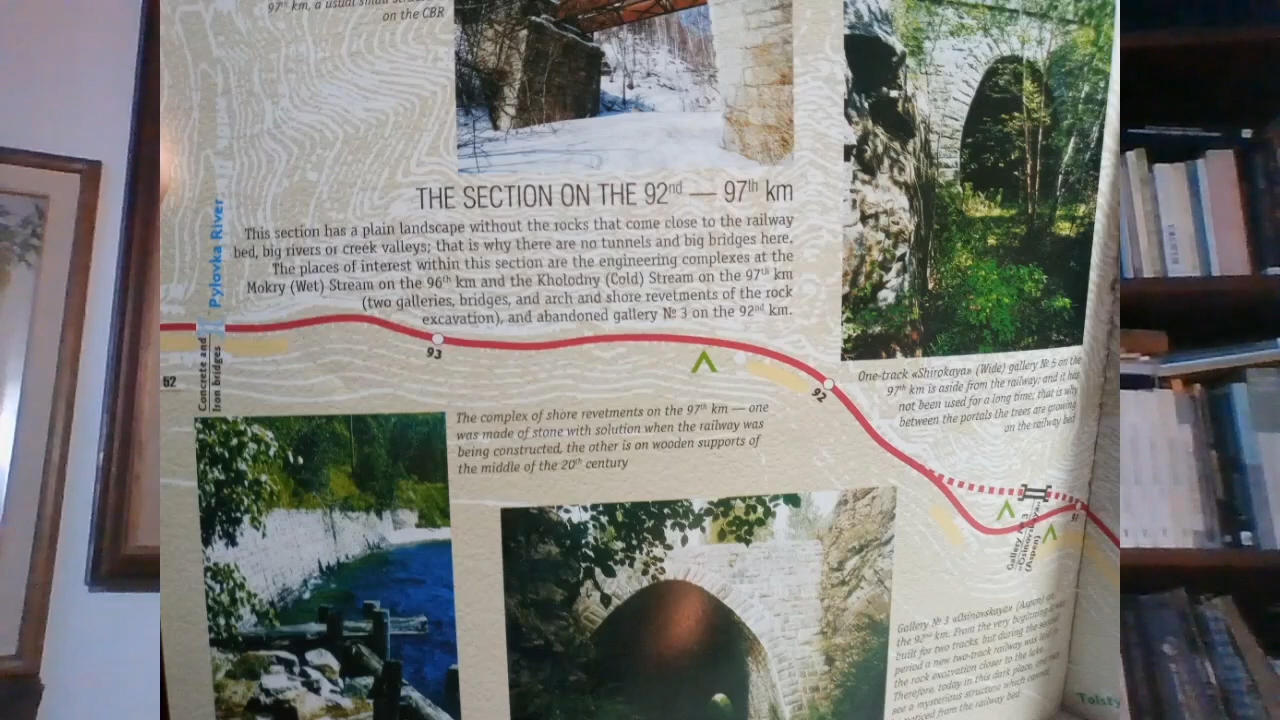 97th km, a usual small
on the CBR
THE SECTION ON THE 92nd — 97th km
This section has a plain landscape without the rocks that come close to the railway
bed, big rivers or creek valleys; that is why there are no tunnels and big bridges here.
The places of interest within this section are the engineering complexes at the
Mokry (Wet) Stream on the 96th km and the Kholodny (Cold) Stream on the 97th km
(two galleries, bridges, and arch and shore revetments of the rock
excavation), and abandoned gallery № 3 on the 92nd km.
Pylovka River
Concrete and
Iron bridges
52
93
92
91
One-track «Shirokaya» (Wide) gallery № 5 on the
97th km is aside from the railway; and it has
not been used for a long time; that is why
between the portals the trees are growing
on the railway bed
The complex of shore revetments on the 97th km — one
was made of stone with solution when the railway was
being constructed, the other is on wooden supports of
the middle of the 20th century
Gallery №
«Osinovskaya»
(Aspen)
Gallery № 3 «Osinovskaya» (Aspen) on
the 92nd km. From the very beginning it was
built for two tracks, but during the second
period a new two-track railway was laid in
the rock excavation closer to the lake.
Therefore, today in this dark place, one may
see a mysterious structure which cannot
be noticed from the railway bed
Tolsty